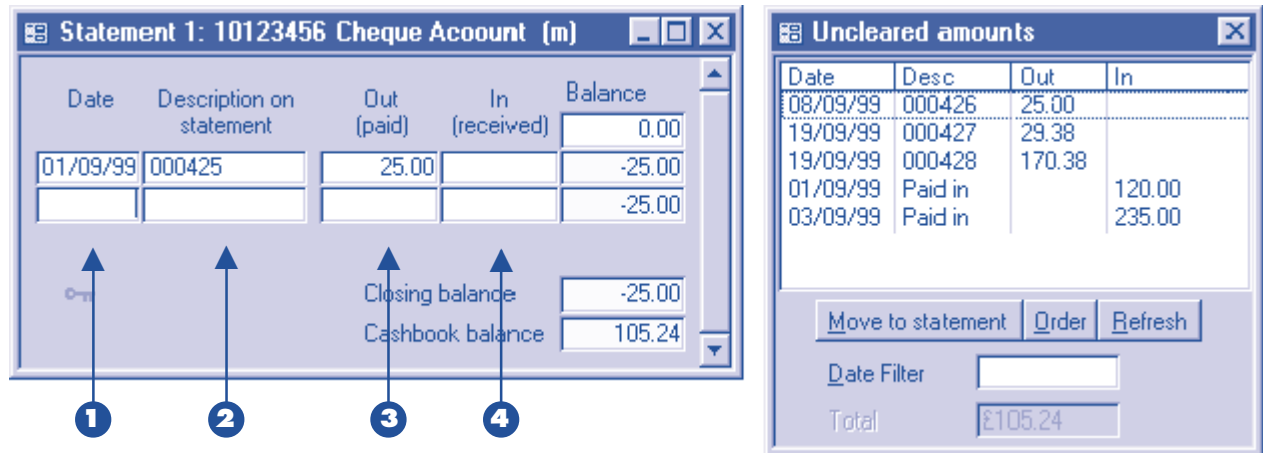 Statement 1: 10123456 Cheque Acoount (m)
Date Description on statement Out (paid) In (received) Balance
0.00
01/09/99 000425 25.00 -25.00
-25.00
Closing balance -25.00
Cashbook balance 105.24
1 2 3 4
Uncleared amounts
Date Desc Out In
08/09/99 000426 25.00
19/09/99 000427 29.38
19/09/99 000428 170.38
01/09/99 Paid in 120.00
03/09/99 Paid in 235.00
Move to statement Order Refresh
Date Filter
Total £105.24